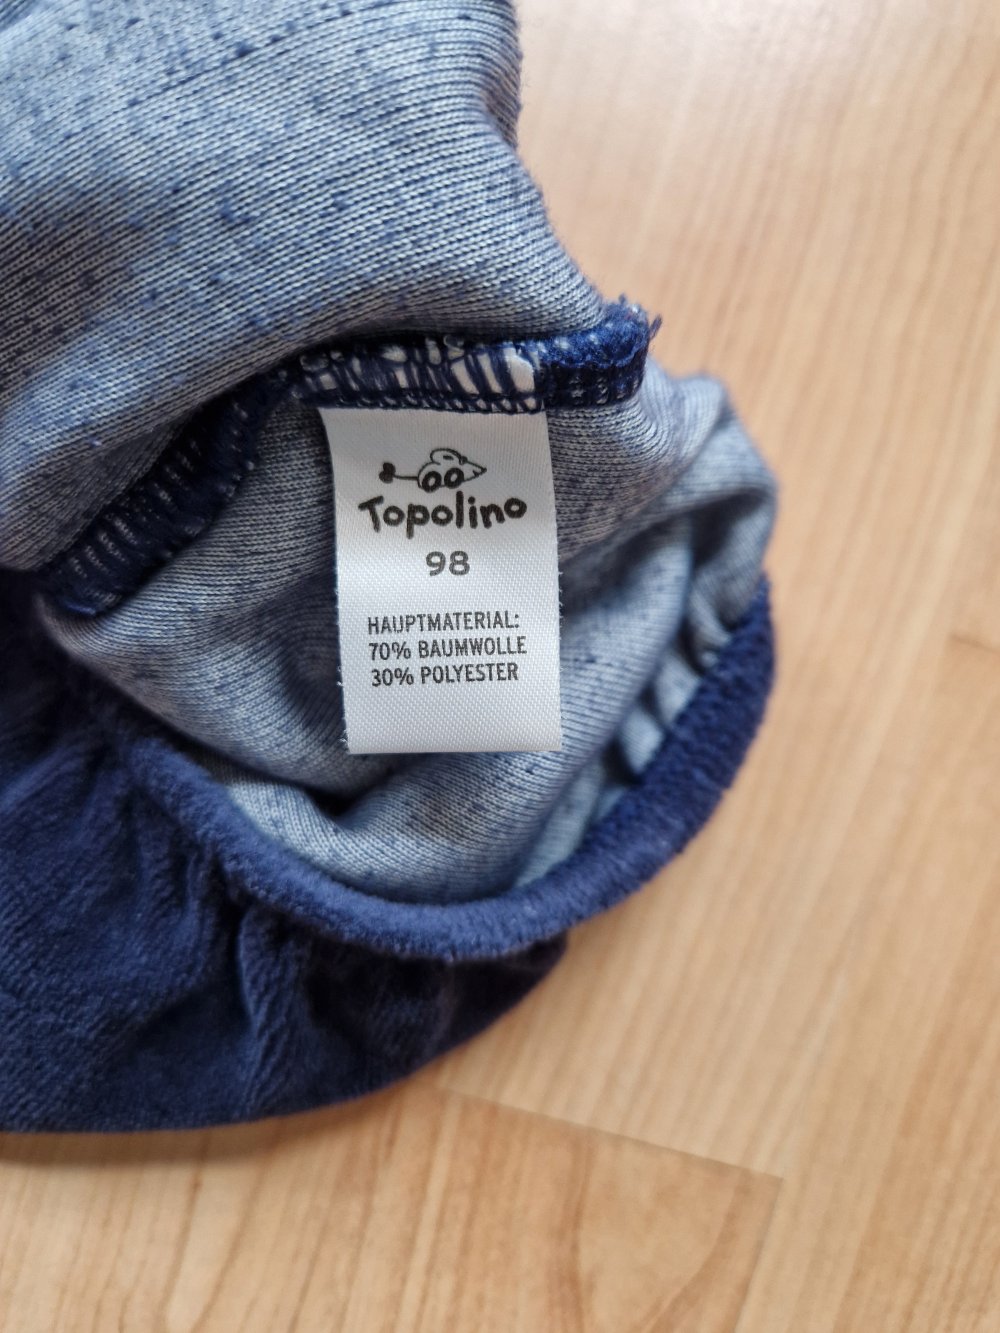 Topolino
98
HAUPTMATERIAL:
70% BAUMWOLLE
30% POLYESTER